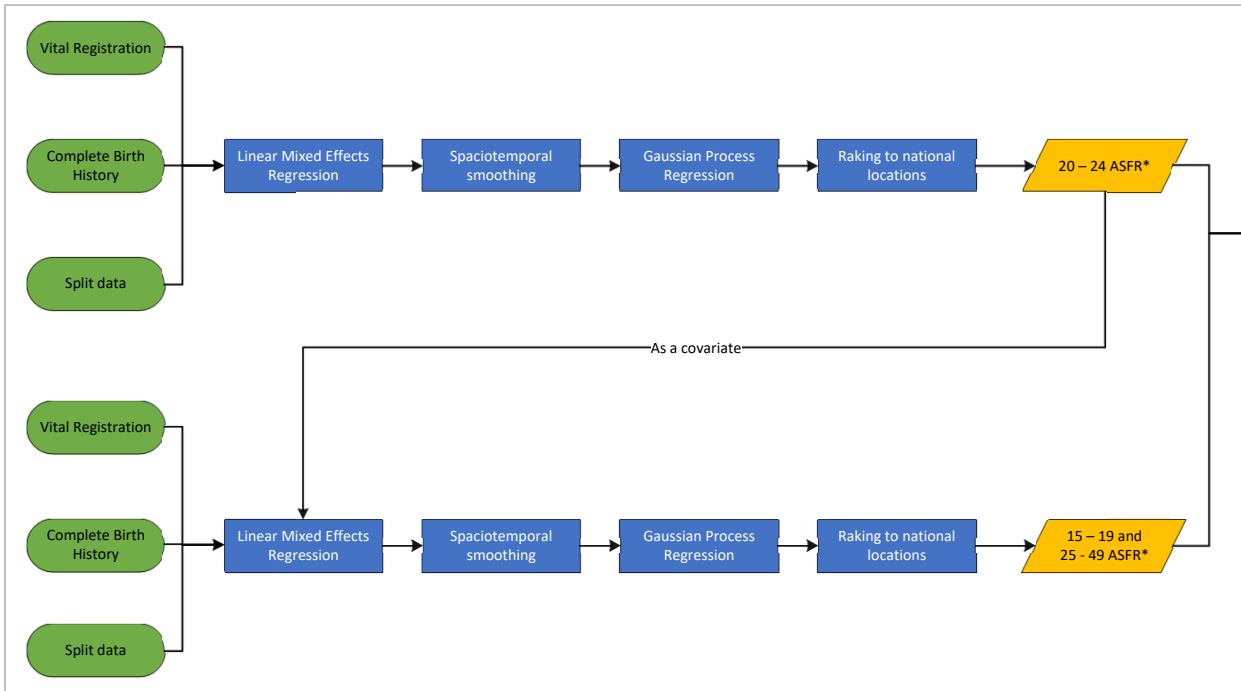 Vital Registration
Complete Birth
History
Split data
Linear Mixed Effects
Regression
Spaciotemporal
smoothing
Gaussian Process
Regression
Raking to national
locations
20 – 24 ASFR*
As a covariate
Vital Registration
Complete Birth
History
Split data
Linear Mixed Effects
Regression
Spaciotemporal
smoothing
Gaussian Process
Regression
Raking to national
locations
15 – 19 and
25 - 49 ASFR*